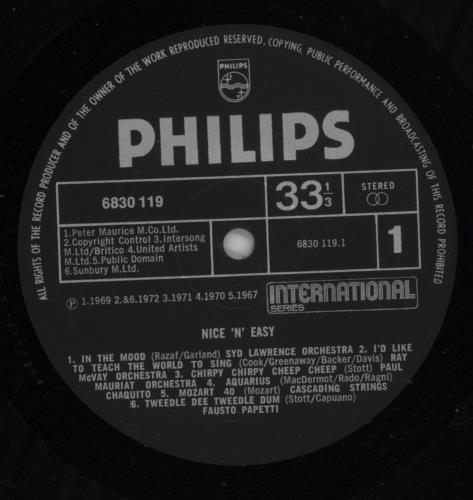 ALL RIGHTS OF THE RECORD PRODUCER AND OF THE OWNER OF THE WORK REPRODUCED RESERVED. COPYING, PUBLIC PERFORMANCE AND BROADCASTING OF THIS RECORD PROHIBITED
PHILIPS
PHILIPS
6830 119
33 1/3
STEREO
1.Peter Maurice M.Co.Ltd.
2.Copyright Control 3.Intersong
M.Ltd/Britico 4.United Artists
M.Ltd.5.Public Domain
6.Sunbury M.Ltd.
6830 119.1
1
Ⓟ 1.1969 2.&6.1972 3.1971 4.1970 5.1967
INTERNATIONAL
SERIES
NICE 'N' EASY
1. IN THE MOOD (Razaf/Garland) SYD LAWRENCE ORCHESTRA 2. I'D LIKE
TO TEACH THE WORLD TO SING (Cook/Greenaway/Backer/Davis) RAY
McVAY ORCHESTRA 3. CHIRPY CHIRPY CHEEP CHEEP (Stott) PAUL
MAURIAT ORCHESTRA 4. AQUARIUS (MacDermot/Rado/Ragni)
CHAQUITO 5. MOZART 40 (Mozart) CASCADING STRINGS
6. TWEEDLE DEE TWEEDLE DUM (Stott/Capuano)
FAUSTO PAPETTI